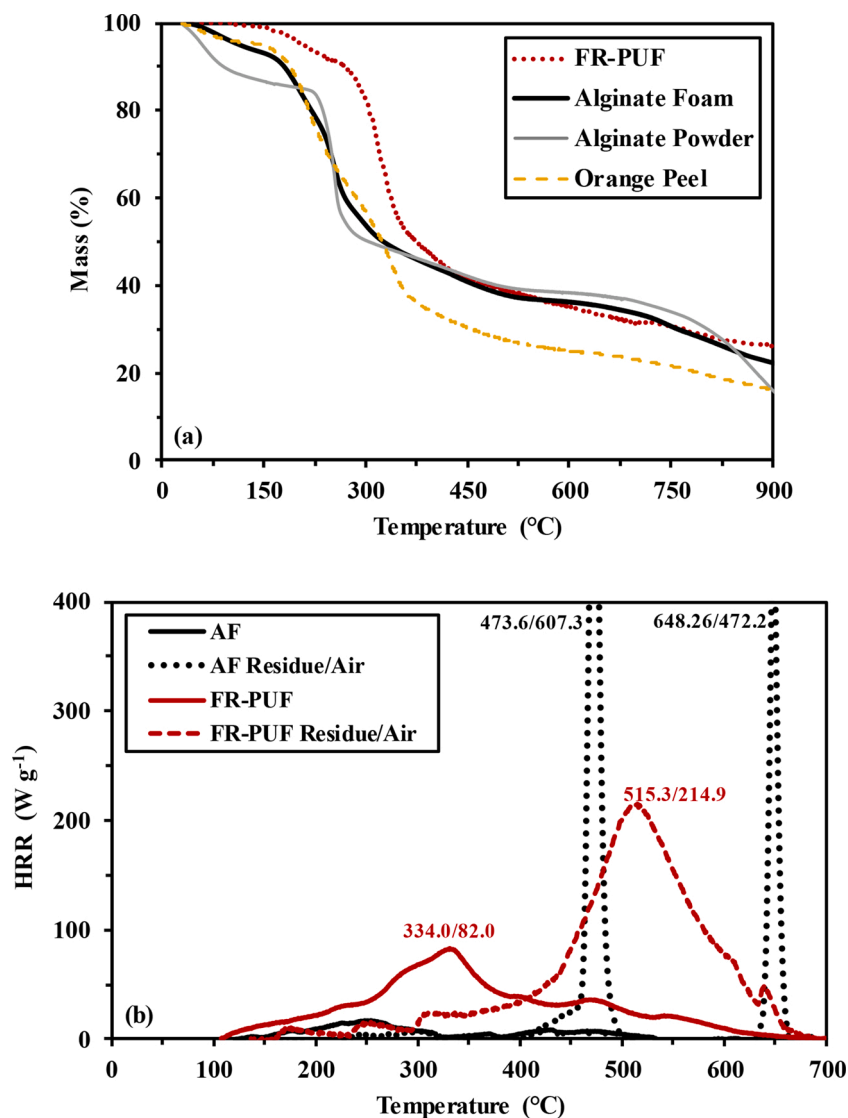 100
80
60
40
20
0
Mass (%)
FR-PUF
Alginate Foam
Alginate Powder
Orange Peel
(a)
0 150 300 450 600 750 900
Temperature (°C)
400
300
200
100
0
HRR (W g-1)
AF
AF Residue/Air
FR-PUF
FR-PUF Residue/Air
473.6/607.3 648.26/472.2
515.3/214.9
334.0/82.0
(b)
0 100 200 300 400 500 600 700
Temperature (°C)